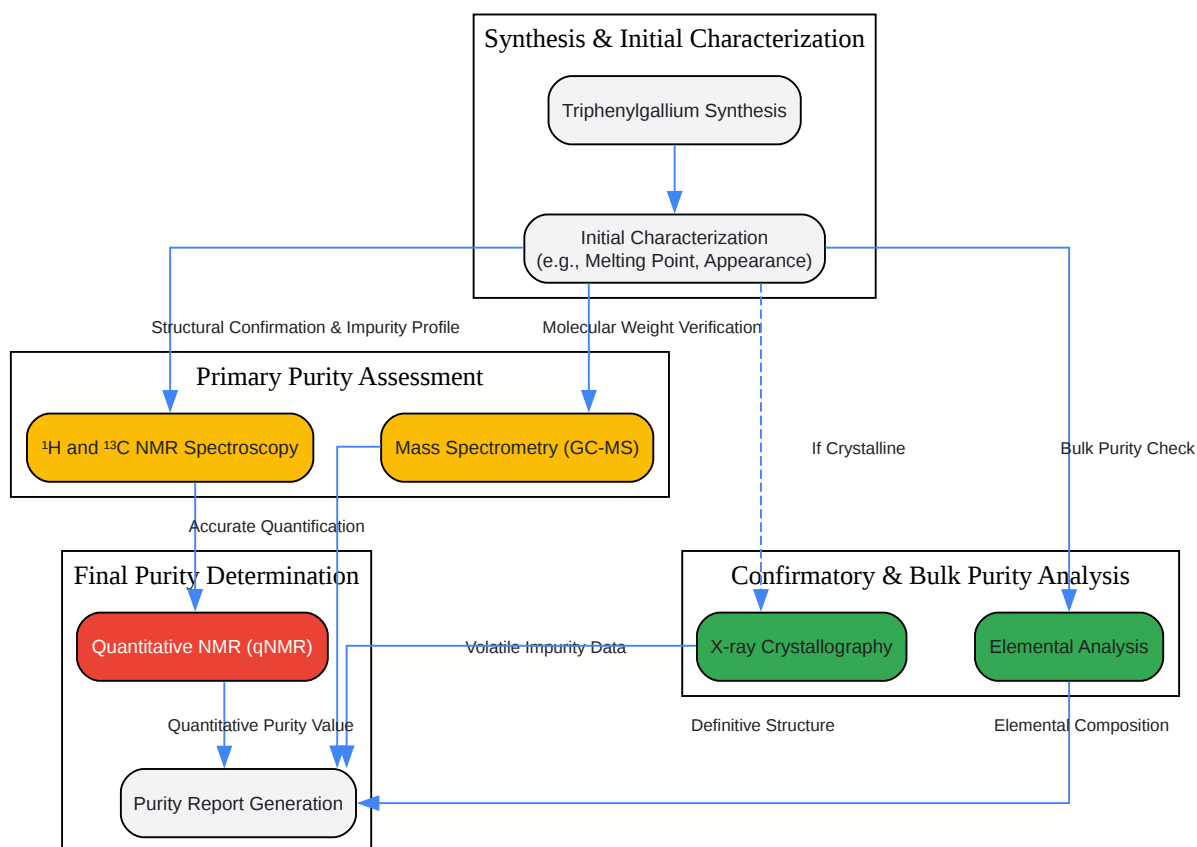 Synthesis & Initial Characterization
Triphenylgallium Synthesis
Initial Characterization
(e.g., Melting Point, Appearance)
Structural Confirmation & Impurity Profile
Molecular Weight Verification
Primary Purity Assessment
¹H and ¹³C NMR Spectroscopy
Mass Spectrometry (GC-MS)
If Crystalline
Bulk Purity Check
Accurate Quantification
Final Purity Determination
Confirmatory & Bulk Purity Analysis
Quantitative NMR (qNMR)
Volatile Impurity Data
X-ray Crystallography
Elemental Analysis
Quantitative Purity Value
Definitive Structure
Elemental Composition
Purity Report Generation